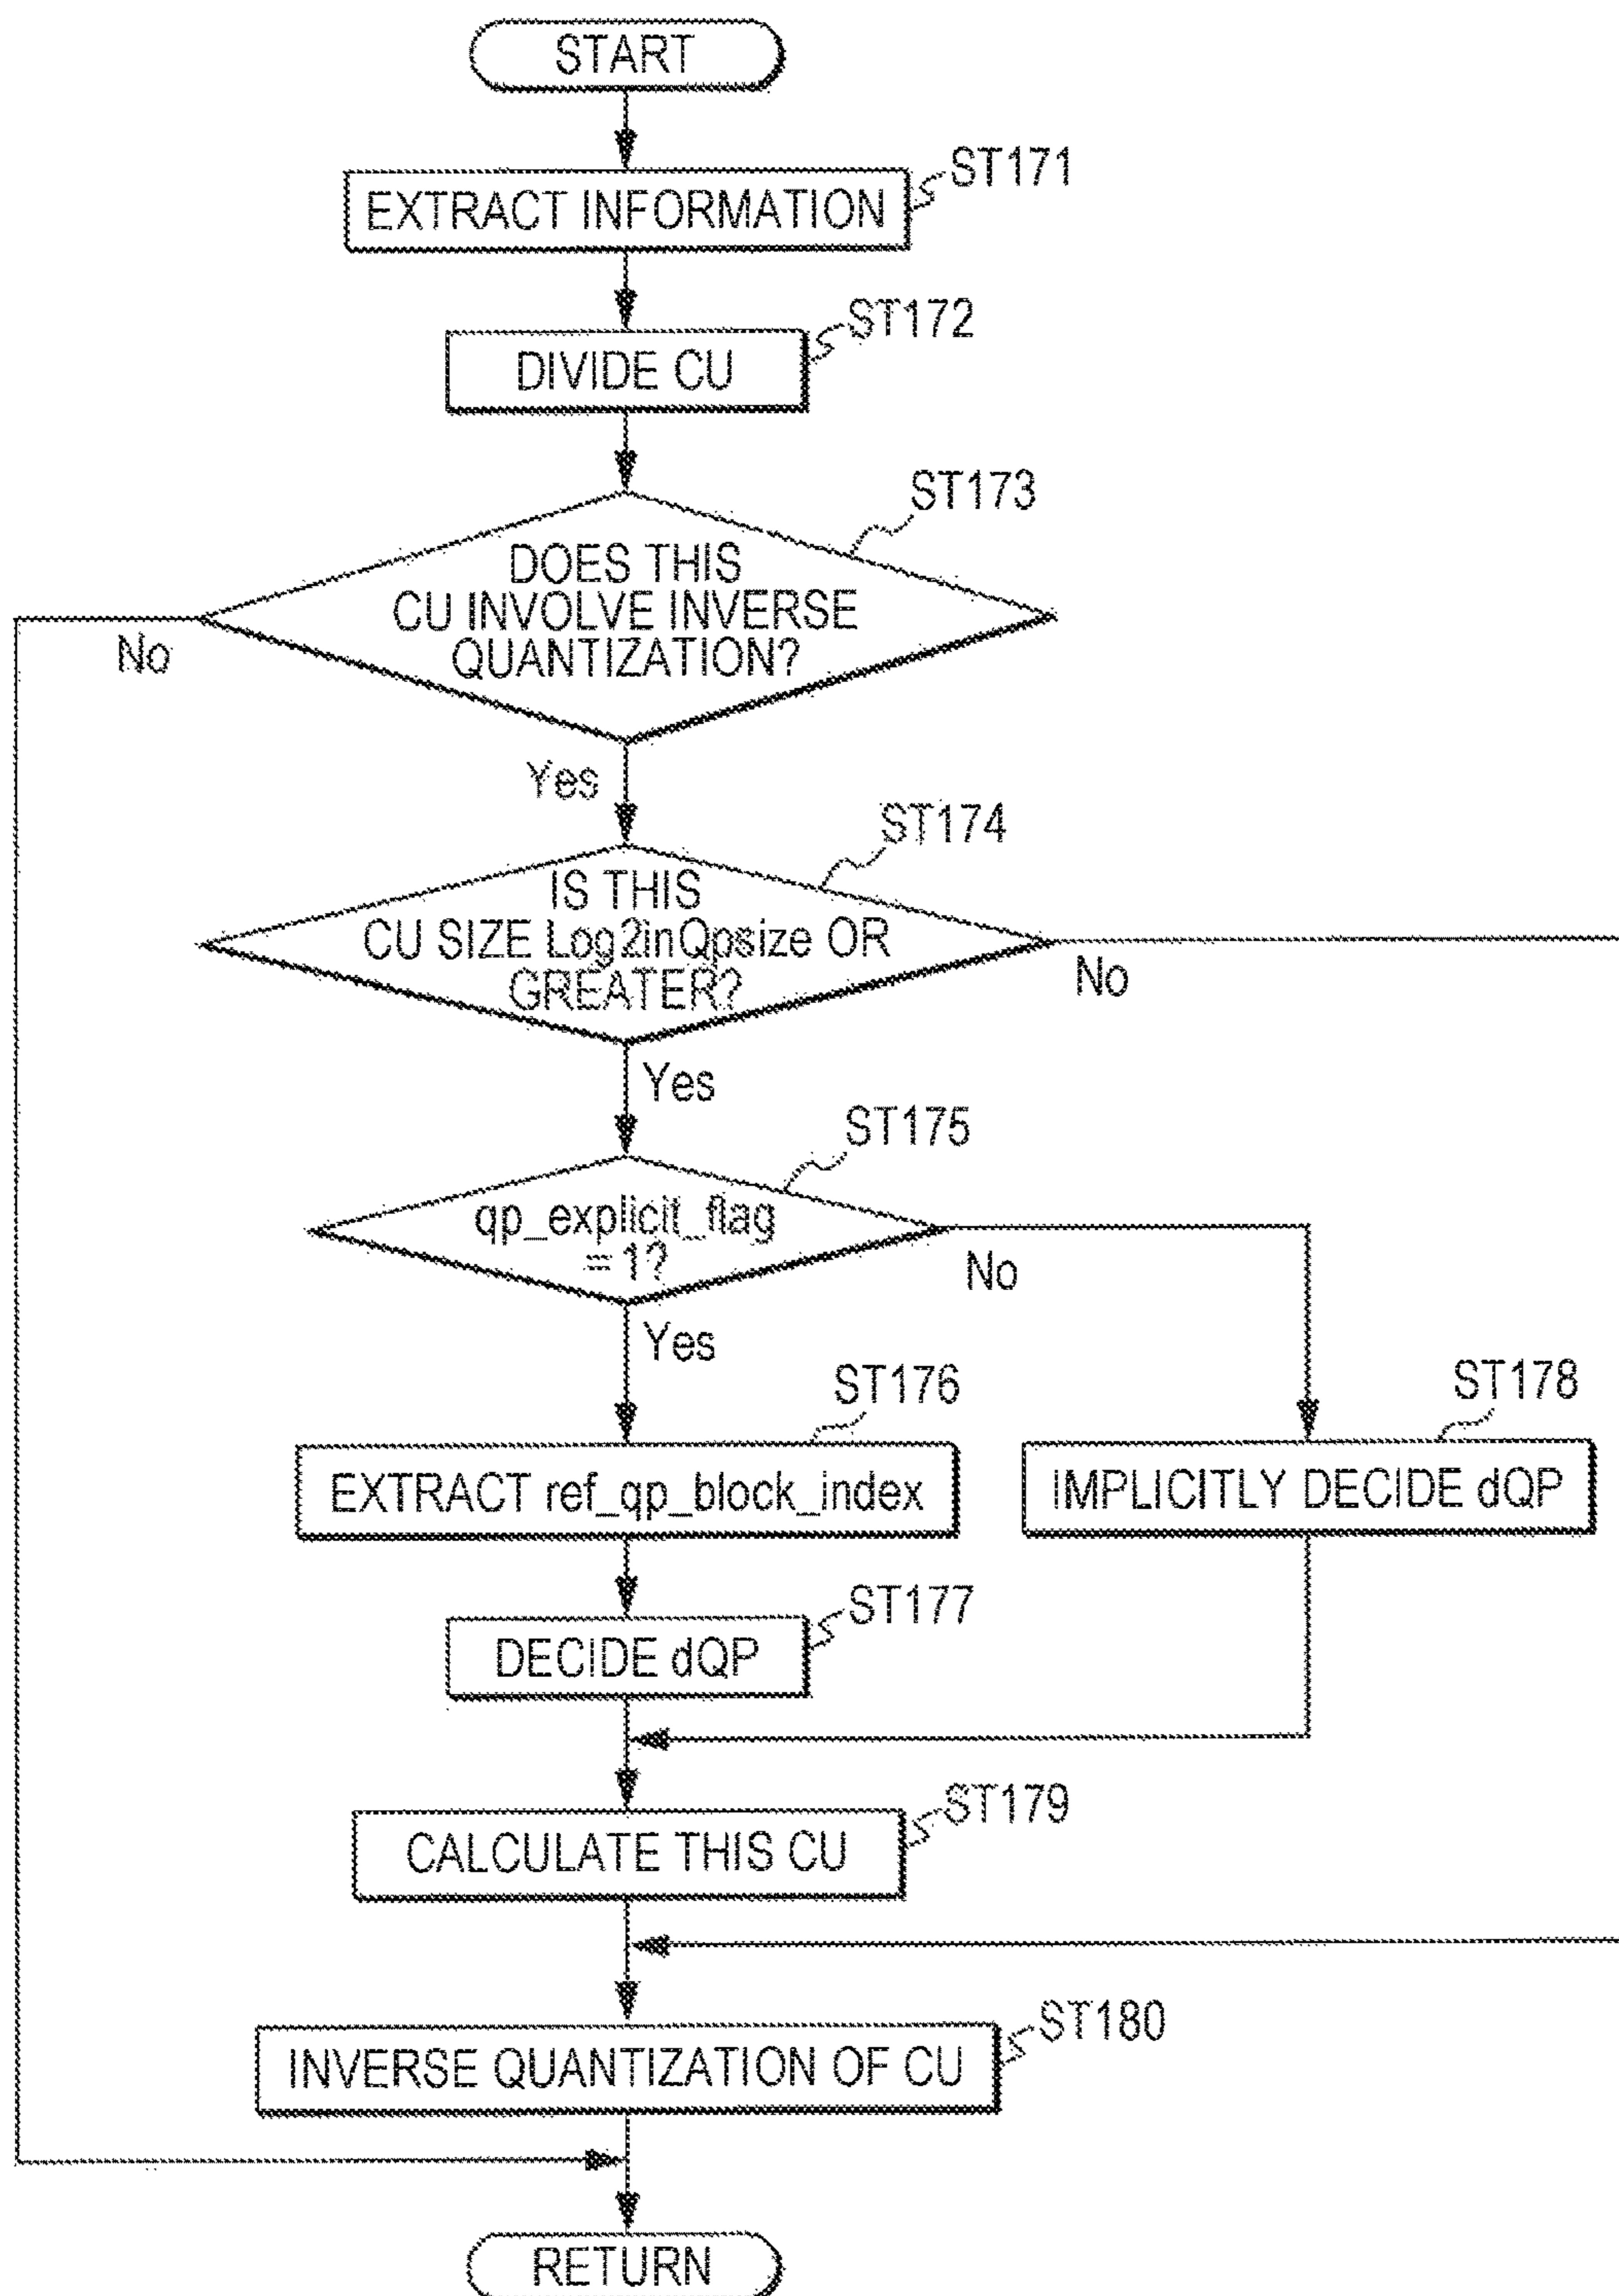 START
ST171
EXTRACT INFORMATION
ST172
DIVIDE CU
ST173
DOES THIS
CU INVOLVE INVERSE
QUANTIZATION?
No
Yes
ST174
IS THIS
CU SIZE Log2inQpsize OR
GREATER?
No
Yes
ST175
qp_explicit_flag
= 1?
No
Yes
ST176
EXTRACT ref_qp_block_index
ST178
IMPLICITLY DECIDE dQP
ST177
DECIDE dQP
ST179
CALCULATE THIS CU
ST180
INVERSE QUANTIZATION OF CU
RETURN